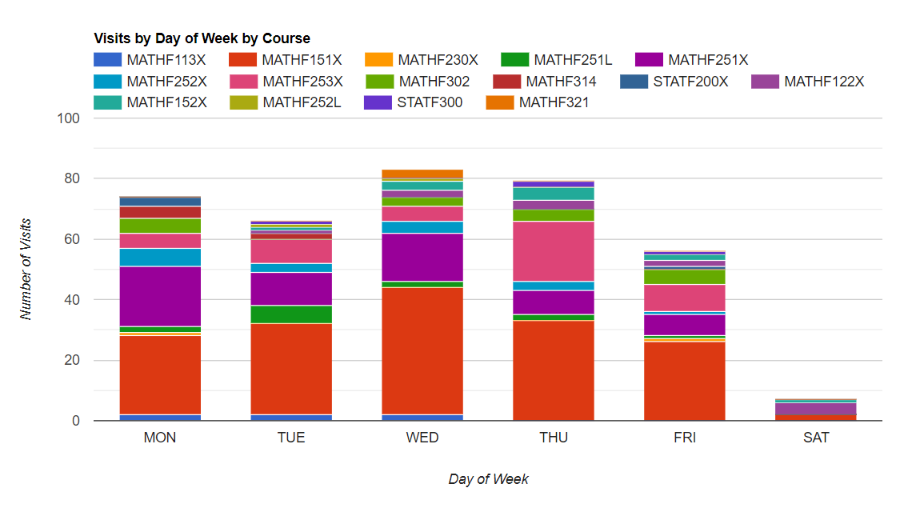 Visits by Day of Week by Course
MATHF113X MATHF151X MATHF230X MATHF251L MATHF251X
MATHF252X MATHF253X MATHF302 MATHF314 STATF200X MATHF122X
MATHF152X MATHF252L STATF300 MATHF321
100
80
60
40
20
0
Number of Visits
MON TUE WED THU FRI SAT
Day of Week